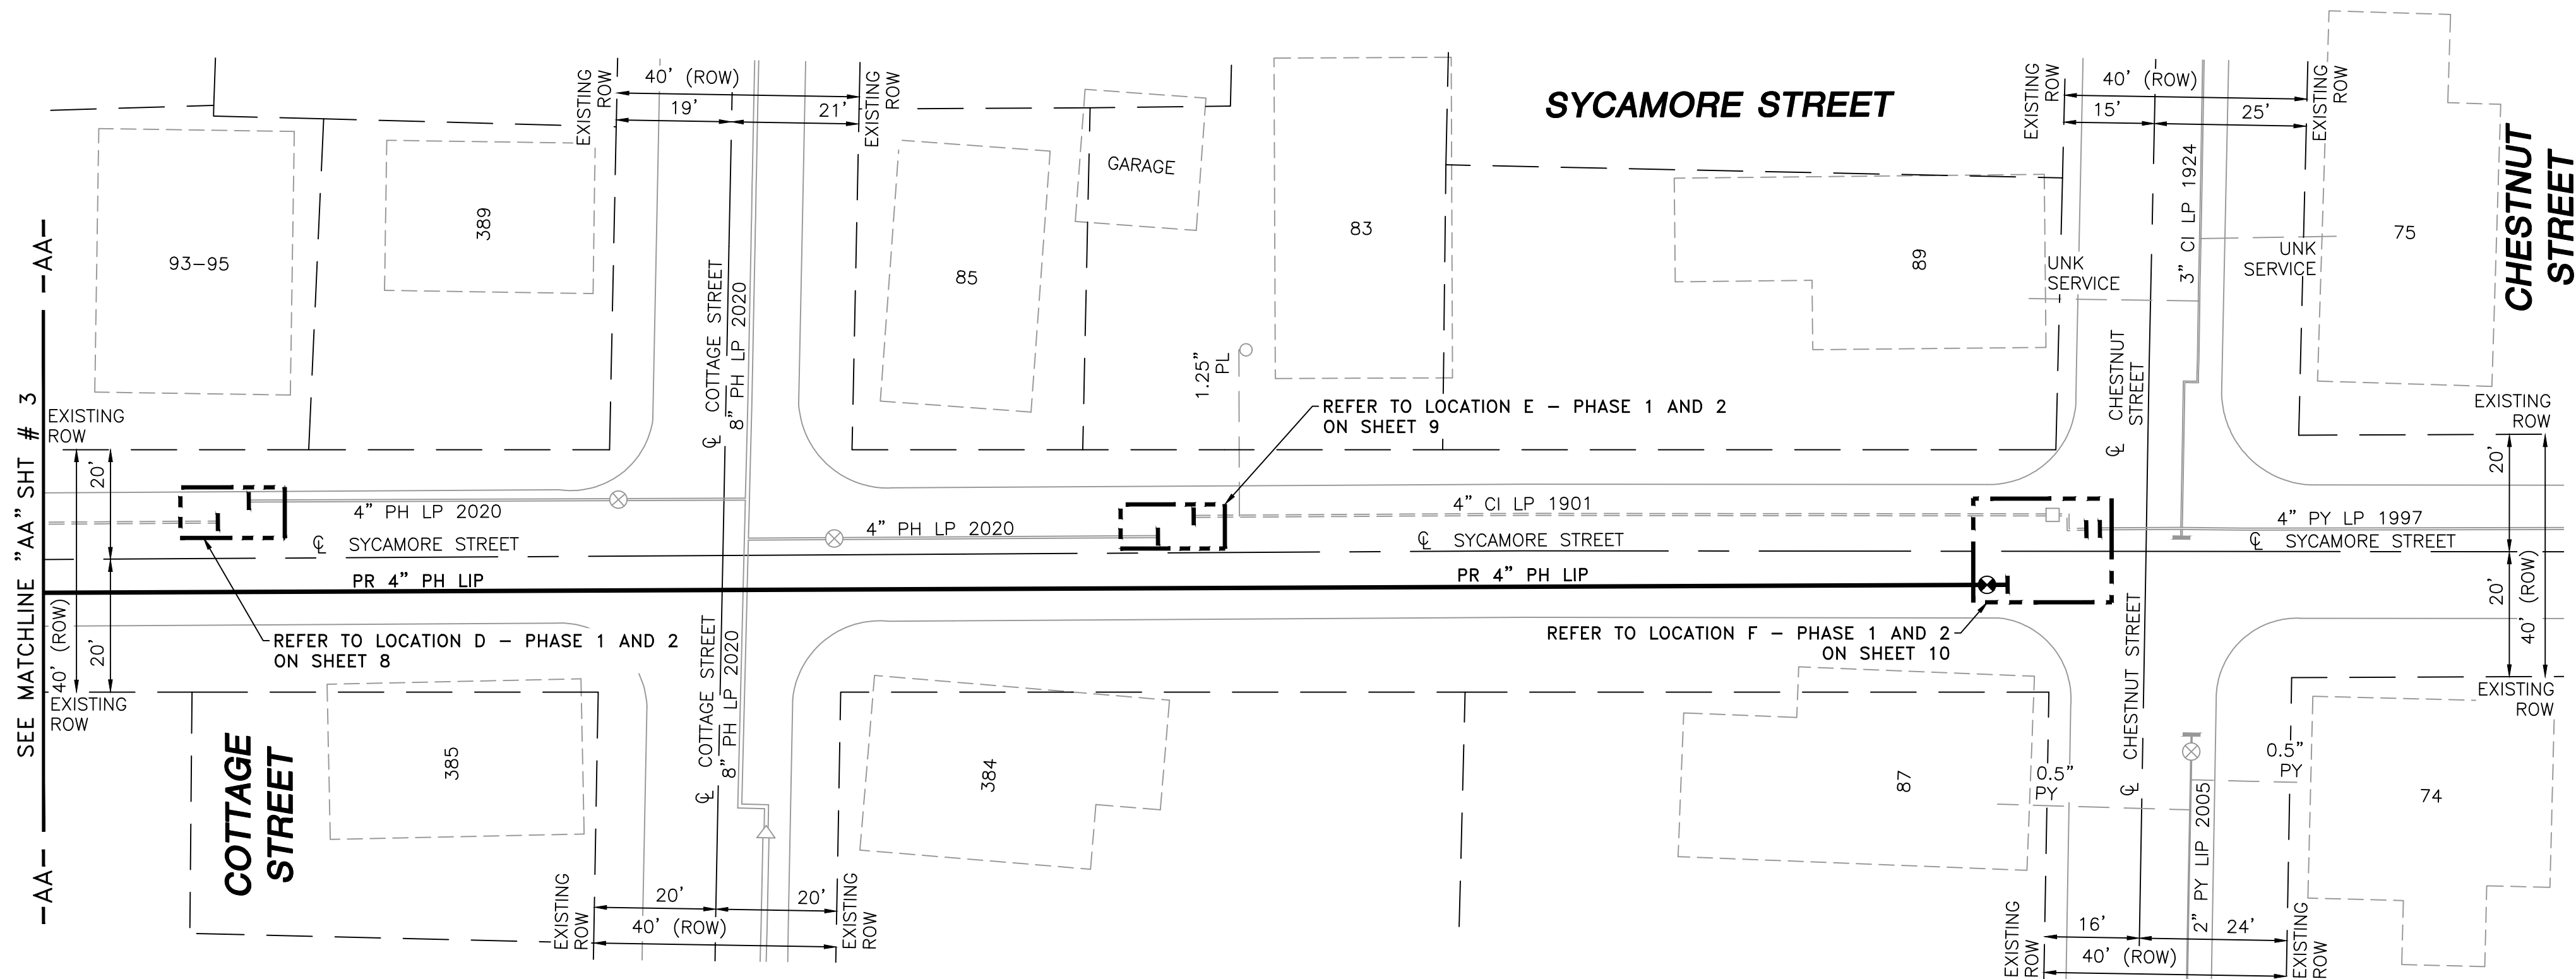 SYCAMORE STREET
CHESTNUT
STREET
COTTAGE
STREET
EXISTING
ROW
40' (ROW)
19'
21'
EXISTING
ROW
EXISTING
ROW
40' (ROW)
15'
25'
EXISTING
ROW
93-95
389
85
GARAGE
83
89
75
℄ COTTAGE STREET
8" PH LP 2020
3" CI LP 1924
UNK
SERVICE
UNK
SERVICE
1.25"
PL
℄ CHESTNUT
STREET
-AA-
SEE MATCHLINE "AA" SHT # 3
-AA-
EXISTING
ROW
20'
20'
40' (ROW)
EXISTING
ROW
4" PH LP 2020
℄ SYCAMORE STREET
PR 4" PH LIP
REFER TO LOCATION D - PHASE 1 AND 2
ON SHEET 8
4" PH LP 2020
REFER TO LOCATION E - PHASE 1 AND 2
ON SHEET 9
4" CI LP 1901
℄ SYCAMORE STREET
PR 4" PH LIP
REFER TO LOCATION F - PHASE 1 AND 2
ON SHEET 10
4" PY LP 1997
℄ SYCAMORE STREET
EXISTING
ROW
20'
20'
40' (ROW)
EXISTING
ROW
385
℄ COTTAGE STREET
8" PH LP 2020
384
87
0.5"
PY
℄ CHESTNUT STREET
2" PY LIP 2005
0.5"
PY
74
EXISTING
ROW
20'
20'
40' (ROW)
EXISTING
ROW
EXISTING
ROW
16'
24'
40' (ROW)
EXISTING
ROW